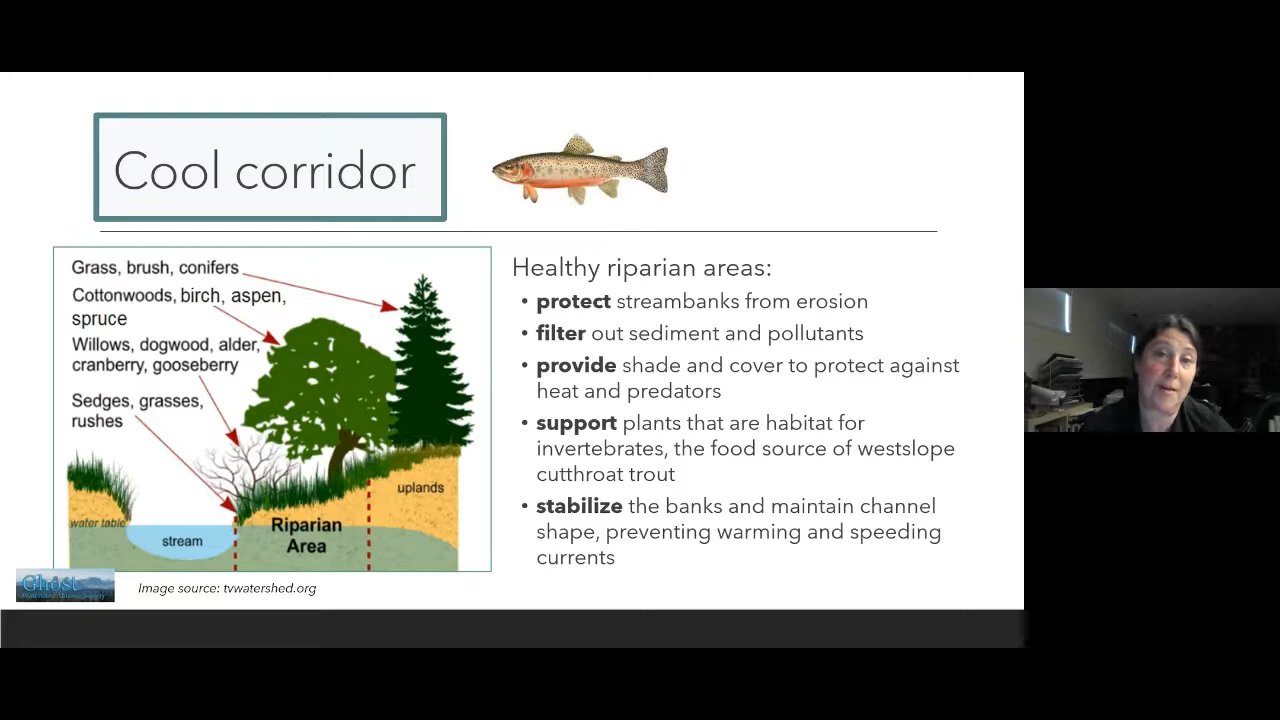 Cool corridor
Grass, brush, conifers
Cottonwoods, birch, aspen,
spruce
Willows, dogwood, alder,
cranberry, gooseberry
Sedges, grasses,
rushes
uplands
water table
stream
Riparian
Area
Ghost
Watershed Alliance Society
Image source: tvwatershed.org
Healthy riparian areas:
• protect streambanks from erosion
• filter out sediment and pollutants
• provide shade and cover to protect against
heat and predators
• support plants that are habitat for
invertebrates, the food source of westslope
cutthroat trout
• stabilize the banks and maintain channel
shape, preventing warming and speeding
currents